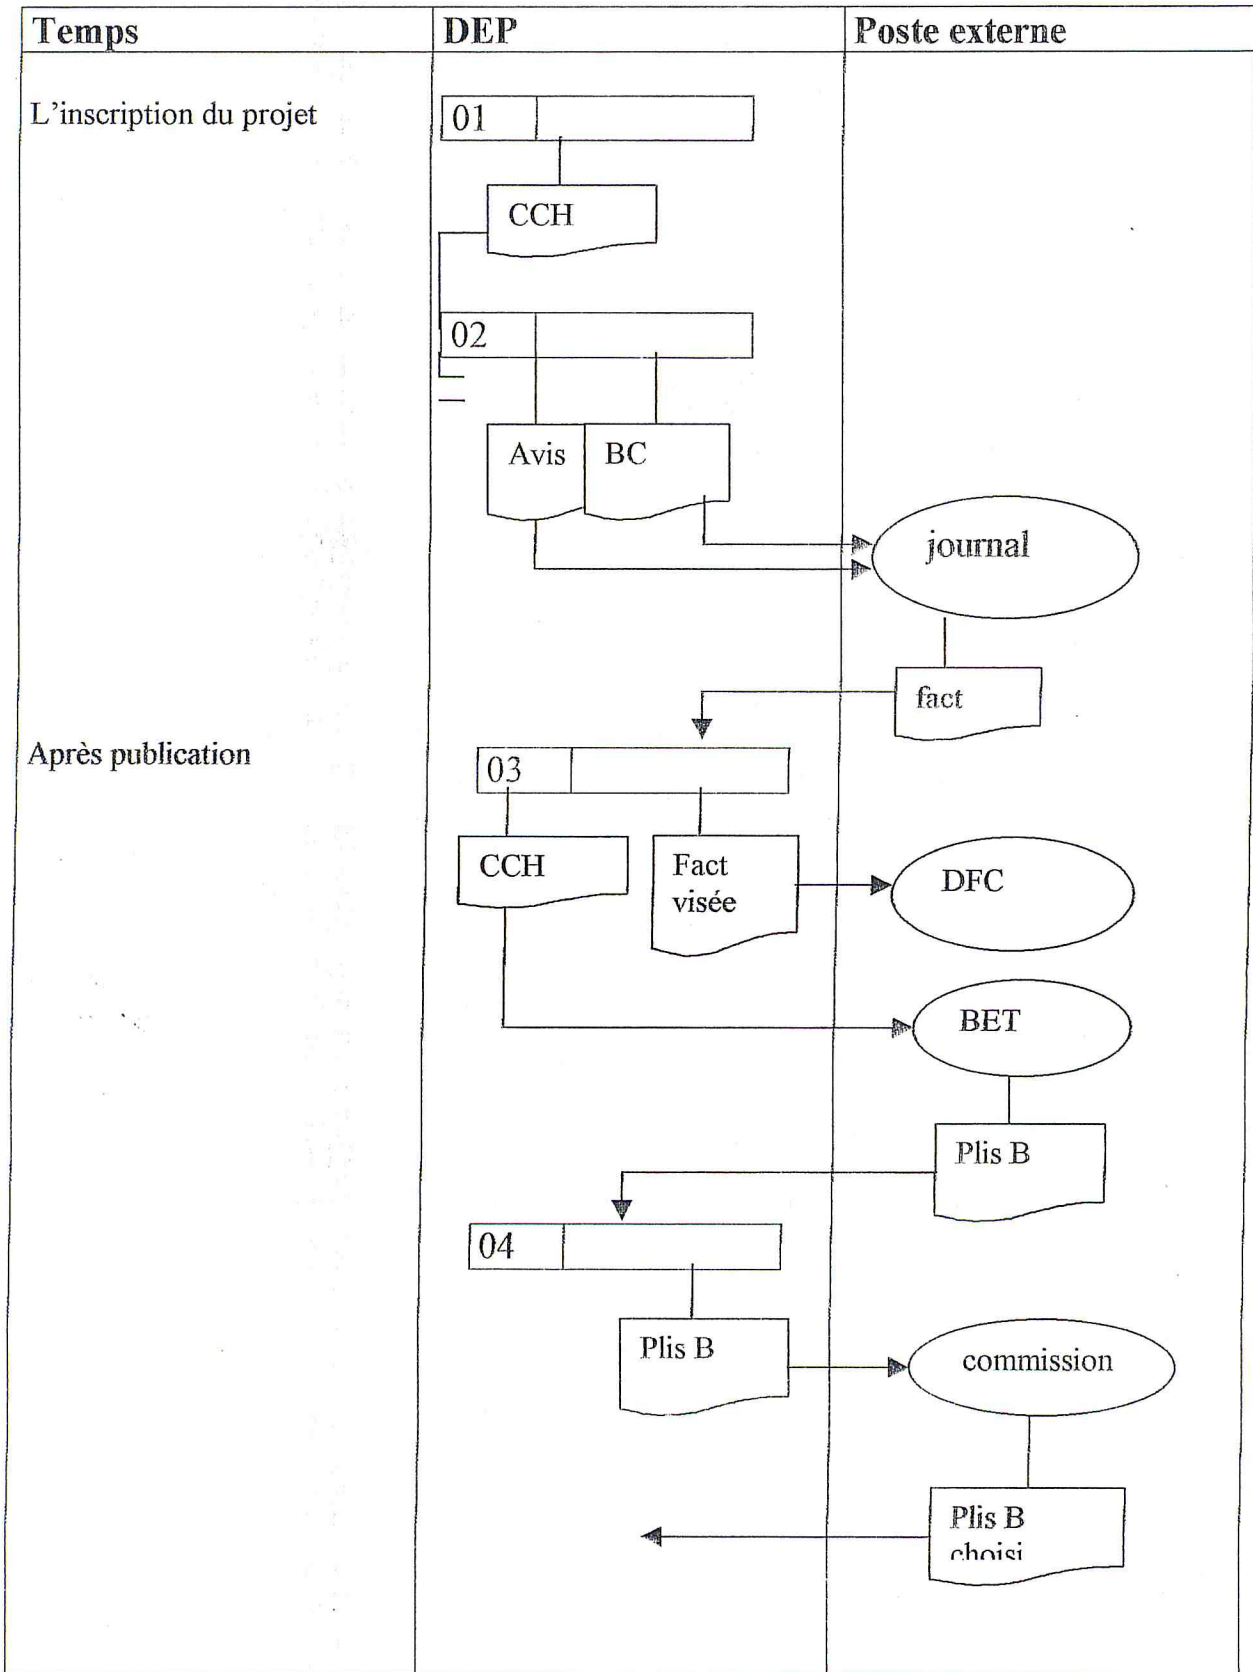 Temps DEP Poste externe
L'inscription du projet
01
CCH
02
Avis BC
journal
fact
Après publication
03
CCH
Fact
visée
DFC
BET
Plis B
04
Plis B
commission
Plis B
choisi